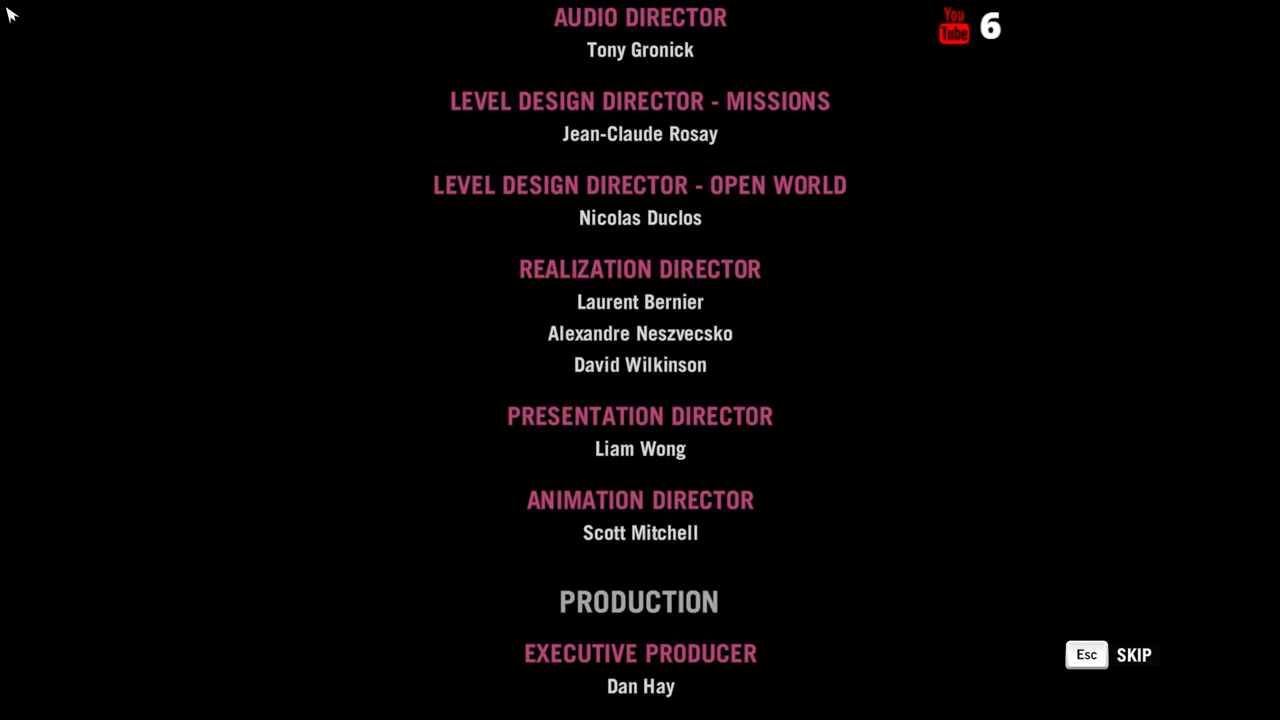 AUDIO DIRECTOR
Tony Gronick
You
Tube 6
LEVEL DESIGN DIRECTOR - MISSIONS
Jean-Claude Rosay
LEVEL DESIGN DIRECTOR - OPEN WORLD
Nicolas Duclos
REALIZATION DIRECTOR
Laurent Bernier
Alexandre Neszvecsko
David Wilkinson
PRESENTATION DIRECTOR
Liam Wong
ANIMATION DIRECTOR
Scott Mitchell
PRODUCTION
EXECUTIVE PRODUCER
Dan Hay
Esc SKIP